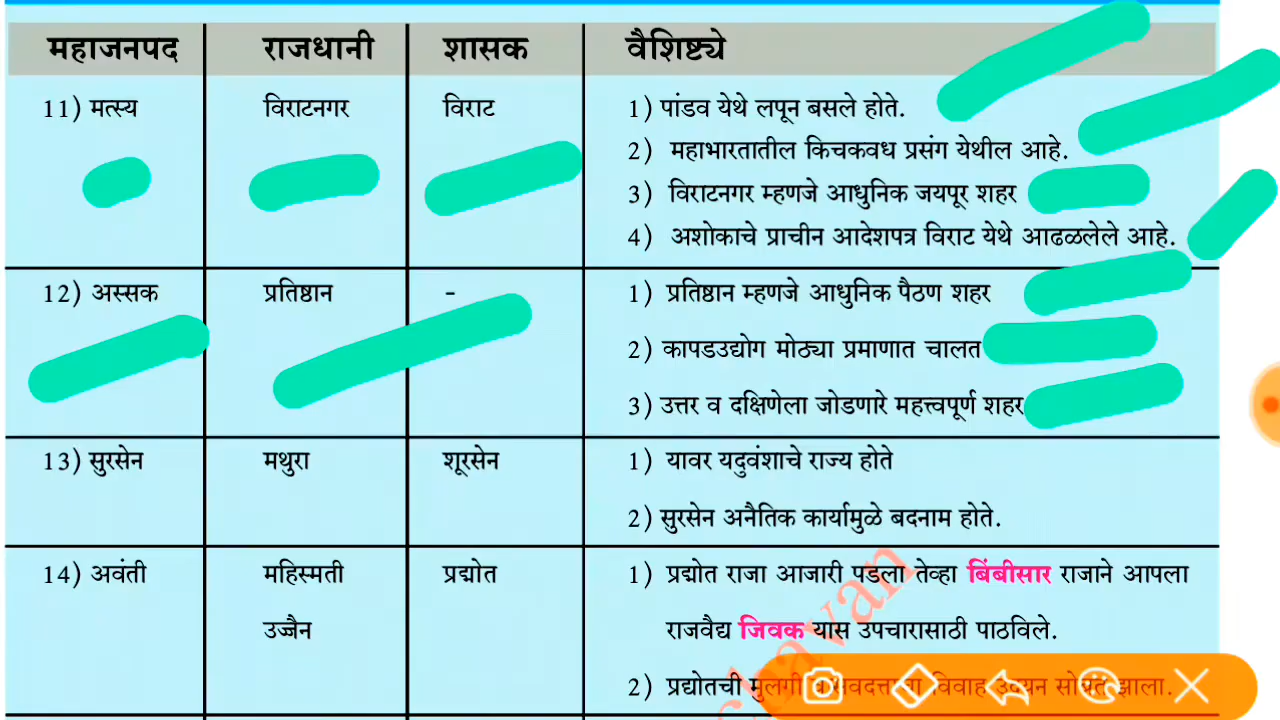 महाजनपद राजधानी शासक वैशिष्ट्ये
11) मत्स्य विराटनगर विराट 1) पांडव येथे लपून बसले होते.
2) महाभारतातील किचकवध प्रसंग येथील आहे.
3) विराटनगर म्हणजे आधुनिक जयपूर शहर
4) अशोकाचे प्राचीन आदेशपत्र विराट येथे आढळलेले आहे.
12) अस्सक प्रतिष्ठान - 1) प्रतिष्ठान म्हणजे आधुनिक पैठण शहर
2) कापडउद्योग मोठ्या प्रमाणात चालत
3) उत्तर व दक्षिणेला जोडणारे महत्त्वपूर्ण शहर
13) सुरसेन मथुरा शूरसेन 1) यावर यदुवंशाचे राज्य होते
2) सुरसेन अनैतिक कार्यामुळे बदनाम होते.
14) अवंती महिस्मती प्रद्योत 1) प्रद्योत राजा आजारी पडला तेव्हा बिंबीसार राजाने आपला
उज्जैन राजवैद्य जिवक यास उपचारासाठी पाठविले.
2) प्रद्योतची मुलगी विवाह उदयन झाला.